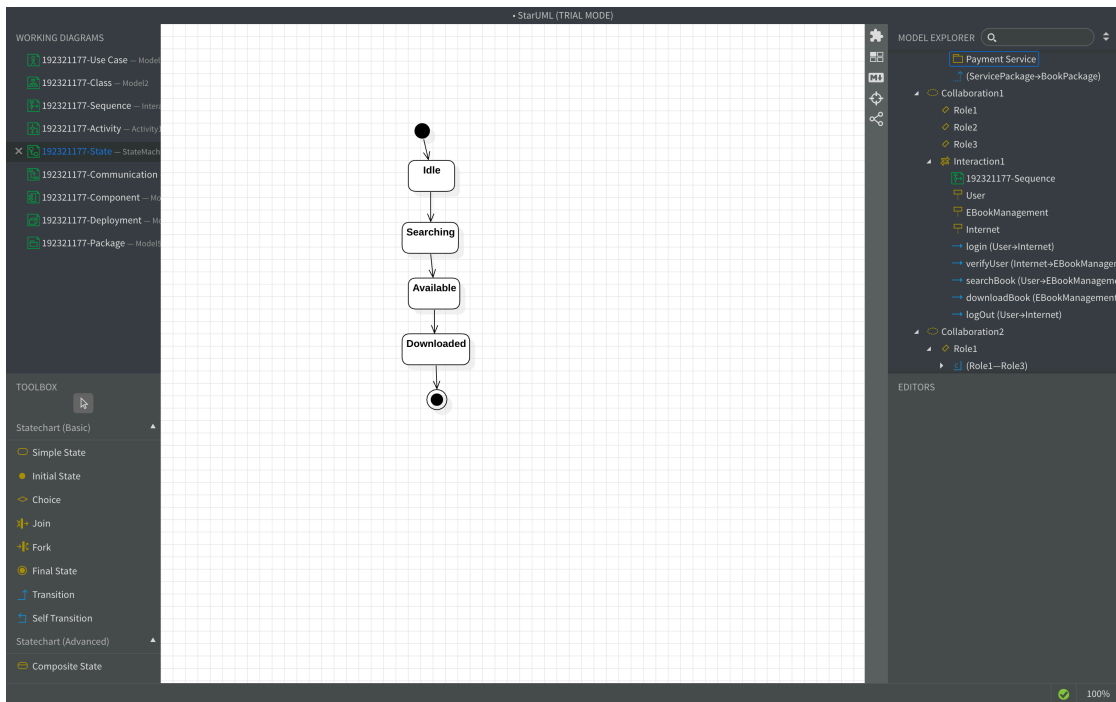 • StarUML (TRIAL MODE)
WORKING DIAGRAMS
192321177-Use Case — Model
192321177-Class — Model2
192321177-Sequence — Intera
192321177-Activity — Activity
192321177-State — StateMach
192321177-Communication
192321177-Component — Mo
192321177-Deployment — Mo
192321177-Package — Model5
TOOLBOX
Statechart (Basic)
Simple State
Initial State
Choice
Join
Fork
Final State
Transition
Self Transition
Statechart (Advanced)
Composite State
Idle
Searching
Available
Downloaded
MODEL EXPLORER
Payment Service
(ServicePackage→BookPackage)
Collaboration1
Role1
Role2
Role3
Interaction1
192321177-Sequence
User
EBookManagement
Internet
login (User→Internet)
verifyUser (Internet→EBookManager
searchBook (User→EBookManagem
downloadBook (EBookManagement
logOut (User→Internet)
Collaboration2
Role1
(Role1—Role3)
EDITORS
100%